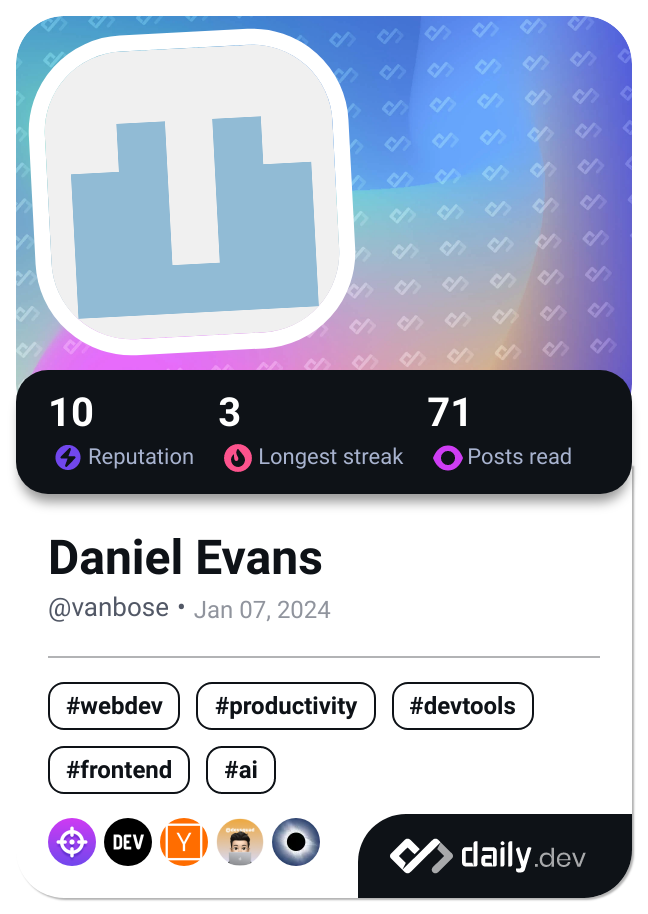 10 3 71
Reputation Longest streak Posts read
Daniel Evans
@vanbose • Jan 07, 2024
#webdev #productivity #devtools
#frontend #ai
DEV Y
daily.dev